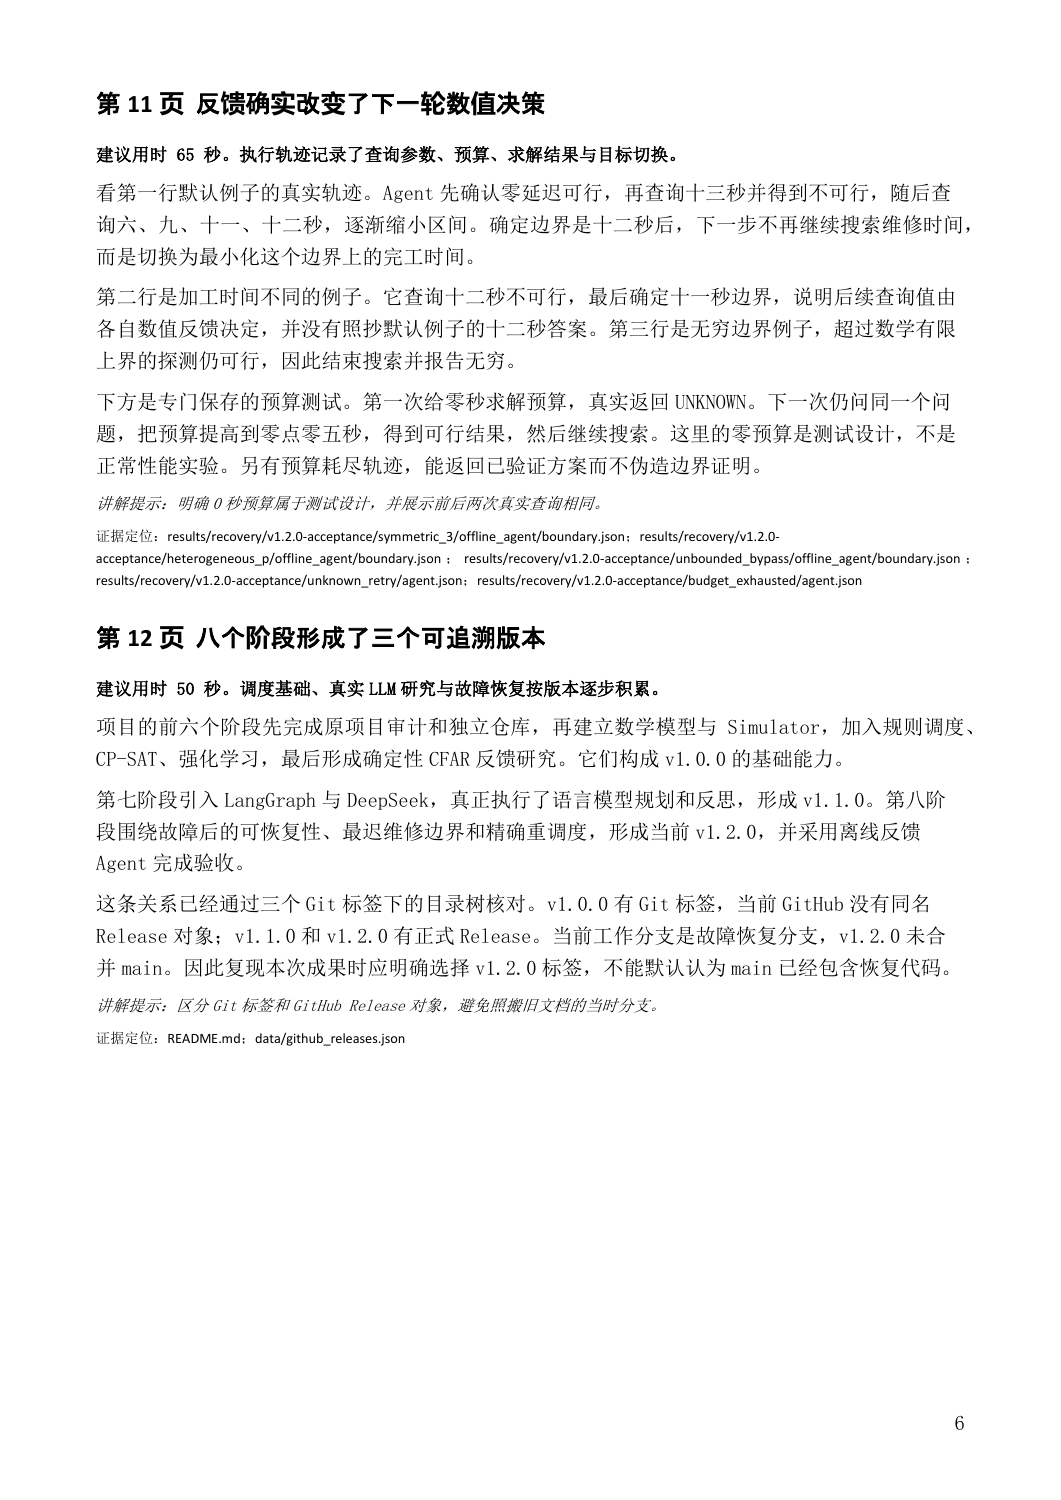 第 11 页 反馈确实改变了下一轮数值决策
建议用时 65 秒。执行轨迹记录了查询参数、预算、求解结果与目标切换。
看第一行默认例子的真实轨迹。Agent 先确认零延迟可行，再查询十三秒并得到不可行，随后查
询六、九、十一、十二秒，逐渐缩小区间。确定边界是十二秒后，下一步不再继续搜索维修时间，
而是切换为最小化这个边界上的完工时间。
第二行是加工时间不同的例子。它查询十二秒不可行，最后确定十一秒边界，说明后续查询值由
各自数值反馈决定，并没有照抄默认例子的十二秒答案。第三行是无穷边界例子，超过数学有限
上界的探测仍可行，因此结束搜索并报告无穷。
下方是专门保存的预算测试。第一次给零秒求解预算，真实返回 UNKNOWN。下一次仍问同一个问
题，把预算提高到零点零五秒，得到可行结果，然后继续搜索。这里的零预算是测试设计，不是
正常性能实验。另有预算耗尽轨迹，能返回已验证方案而不伪造边界证明。
讲解提示：明确 0 秒预算属于测试设计，并展示前后两次真实查询相同。
证据定位：results/recovery/v1.2.0-acceptance/symmetric_3/offline_agent/boundary.json；results/recovery/v1.2.0-
acceptance/heterogeneous_p/offline_agent/boundary.json ； results/recovery/v1.2.0-acceptance/unbounded_bypass/offline_agent/boundary.json ；
results/recovery/v1.2.0-acceptance/unknown_retry/agent.json；results/recovery/v1.2.0-acceptance/budget_exhausted/agent.json
第 12 页 八个阶段形成了三个可追溯版本
建议用时 50 秒。调度基础、真实 LLM 研究与故障恢复按版本逐步积累。
项目的前六个阶段先完成原项目审计和独立仓库，再建立数学模型与 Simulator，加入规则调度、
CP-SAT、强化学习，最后形成确定性 CFAR 反馈研究。它们构成 v1.0.0 的基础能力。
第七阶段引入 LangGraph 与 DeepSeek，真正执行了语言模型规划和反思，形成 v1.1.0。第八阶
段围绕故障后的可恢复性、最迟维修边界和精确重调度，形成当前 v1.2.0，并采用离线反馈
Agent 完成验收。
这条关系已经通过三个 Git 标签下的目录树核对。v1.0.0 有 Git 标签，当前 GitHub 没有同名
Release 对象；v1.1.0 和 v1.2.0 有正式 Release。当前工作分支是故障恢复分支，v1.2.0 未合
并 main。因此复现本次成果时应明确选择 v1.2.0 标签，不能默认认为 main 已经包含恢复代码。
讲解提示：区分 Git 标签和 GitHub Release 对象，避免照搬旧文档的当时分支。
证据定位：README.md；data/github_releases.json
6